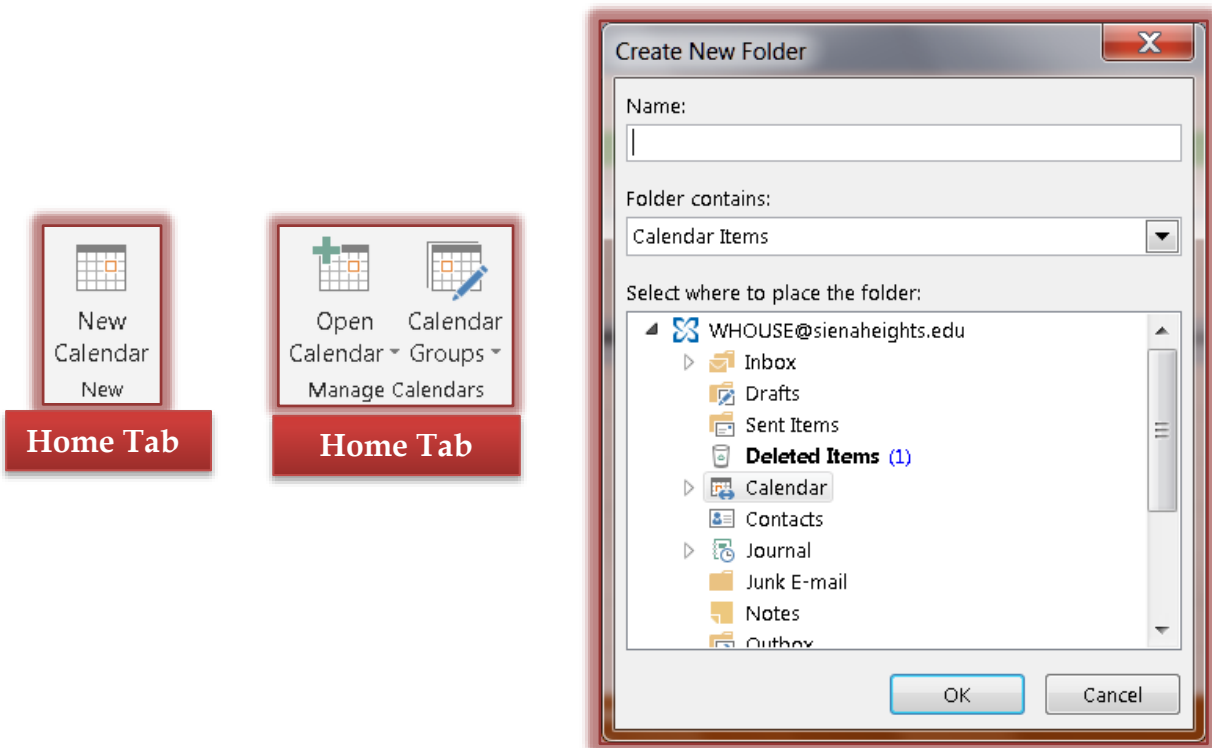 New
Calendar
New
Home Tab
Open Calendar
Calendar Groups
Manage Calendars
Home Tab
Create New Folder
X
Name:
Folder contains:
Calendar Items
Select where to place the folder:
WHOUSE@sienaheights.edu
Inbox
Drafts
Sent Items
Deleted Items (1)
Calendar
Contacts
Journal
Junk E-mail
Notes
Outbox
OK
Cancel